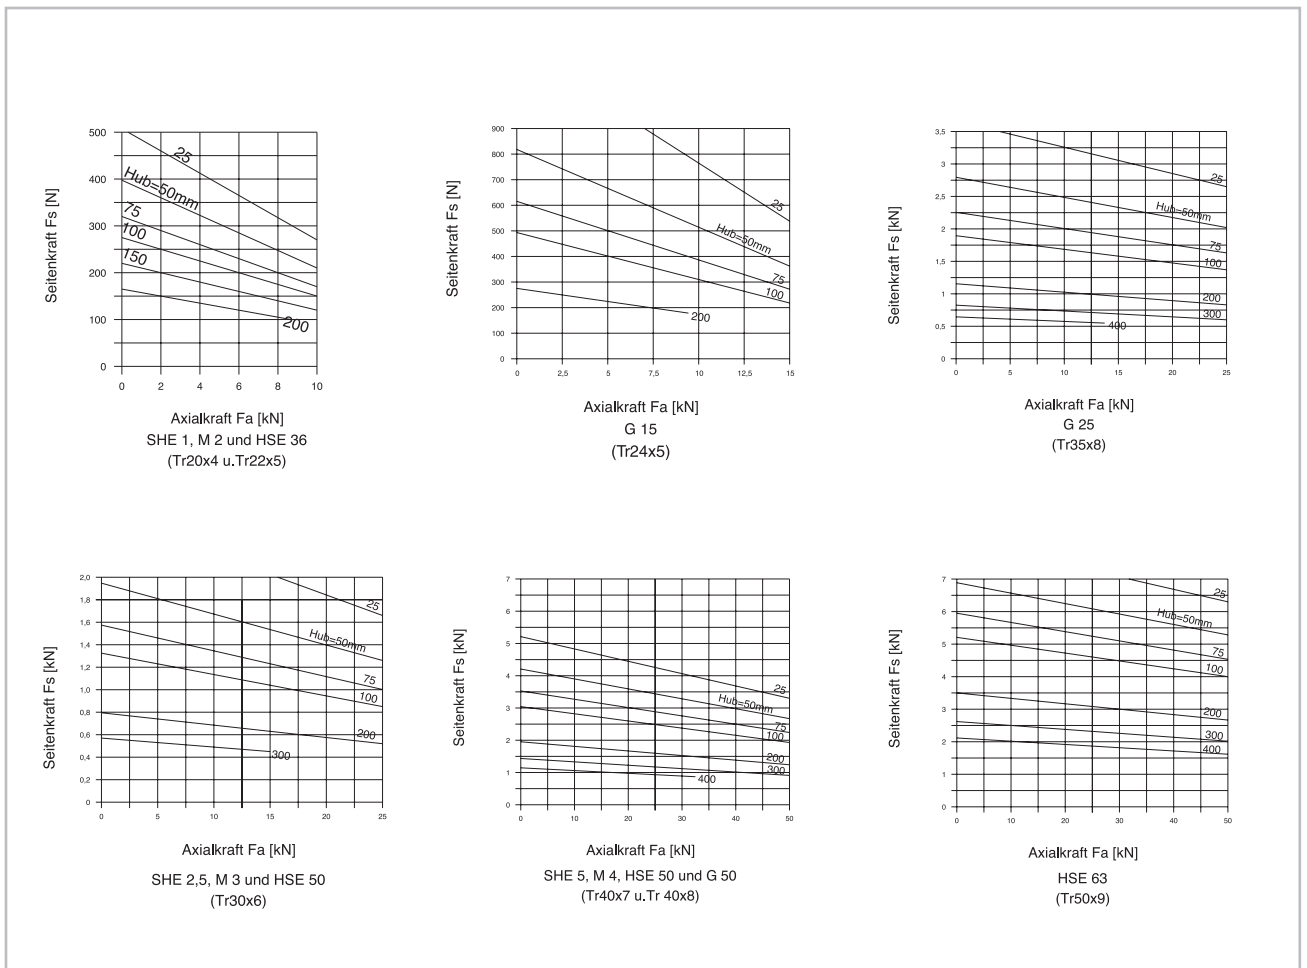 500
400
300
200
100
0
0 2 4 6 8 10
25
Hub=50mm
75
100
150
200
Seitenkraft Fs [N]
Axialkraft Fa [kN]
SHE 1, M 2 und HSE 36
(Tr20x4 u.Tr22x5)
900
800
700
600
500
400
300
200
100
0
0 2,5 5 7,5 10 12,5 15
25
Hub=50mm
75
100
200
Seitenkraft Fs [N]
Axialkraft Fa [kN]
G 15
(Tr24x5)
3,5
3
2,5
2
1,5
1
0,5
0
0 5 10 15 20 25
25
Hub=50mm
75
100
200
300
400
Seitenkraft Fs [kN]
Axialkraft Fa [kN]
G 25
(Tr35x8)
2,0
1,8
1,6
1,4
1,2
1,0
0,8
0,6
0,4
0,2
0
0 5 10 15 20 25
25
Hub=50mm
75
100
200
300
Seitenkraft Fs [kN]
Axialkraft Fa [kN]
SHE 2,5, M 3 und HSE 50
(Tr30x6)
7
6
5
4
3
2
1
0
0 10 20 30 40 50
25
Hub=50mm
75
100
200
300
400
Seitenkraft Fs [kN]
Axialkraft Fa [kN]
SHE 5, M 4, HSE 50 und G 50
(Tr40x7 u.Tr 40x8)
7
6
5
4
3
2
1
0
0 10 20 30 40 50
25
Hub=50mm
75
100
200
300
400
Seitenkraft Fs [kN]
Axialkraft Fa [kN]
HSE 63
(Tr50x9)